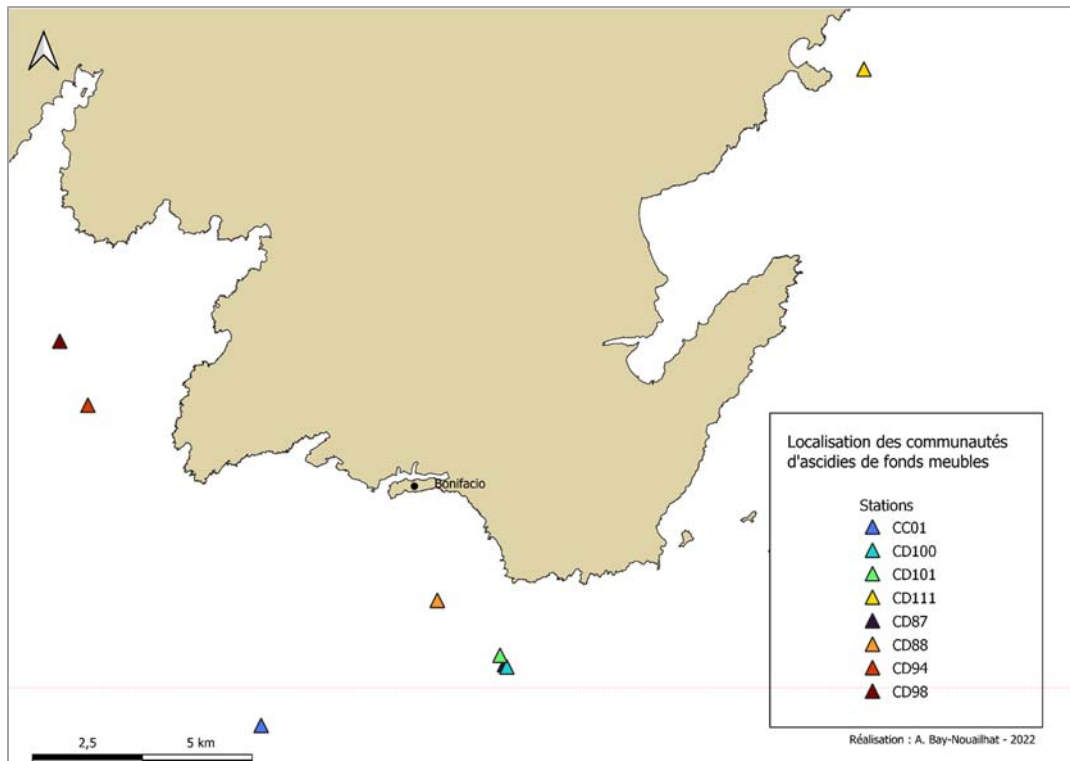 Bonifacio
Localisation des communautés
d'ascidies de fonds meubles
Stations
CC01
CD100
CD101
CD111
CD87
CD88
CD94
CD98
2,5 5 km
Réalisation : A. Bay-Nouailhat - 2022